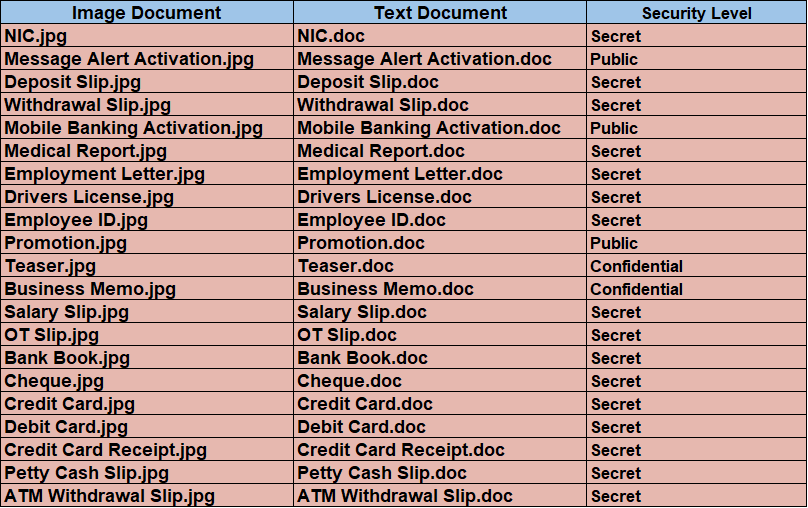 Image Document Text Document Security Level
NIC.jpg NIC.doc Secret
Message Alert Activation.jpg Message Alert Activation.doc Public
Deposit Slip.jpg Deposit Slip.doc Secret
Withdrawal Slip.jpg Withdrawal Slip.doc Secret
Mobile Banking Activation.jpg Mobile Banking Activation.doc Public
Medical Report.jpg Medical Report.doc Secret
Employment Letter.jpg Employment Letter.doc Secret
Drivers License.jpg Drivers License.doc Secret
Employee ID.jpg Employee ID.doc Secret
Promotion.jpg Promotion.doc Public
Teaser.jpg Teaser.doc Confidential
Business Memo.jpg Business Memo.doc Confidential
Salary Slip.jpg Salary Slip.doc Secret
OT Slip.jpg OT Slip.doc Secret
Bank Book.jpg Bank Book.doc Secret
Cheque.jpg Cheque.doc Secret
Credit Card.jpg Credit Card.doc Secret
Debit Card.jpg Debit Card.doc Secret
Credit Card Receipt.jpg Credit Card Receipt.doc Secret
Petty Cash Slip.jpg Petty Cash Slip.doc Secret
ATM Withdrawal Slip.jpg ATM Withdrawal Slip.doc Secret